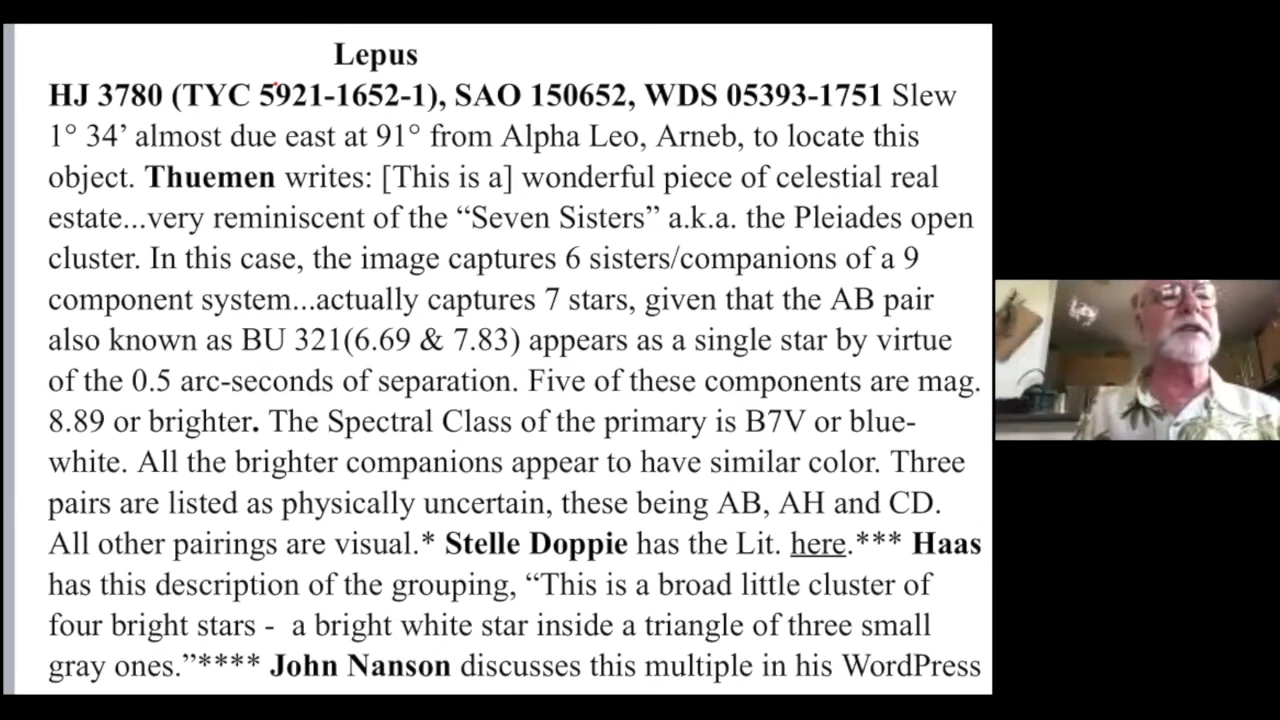 Lepus
HJ 3780 (TYC 5921-1652-1), SAO 150652, WDS 05393-1751 Slew
1° 34’ almost due east at 91° from Alpha Leo, Arneb, to locate this
object. Thuemen writes: [This is a] wonderful piece of celestial real
estate...very reminiscent of the “Seven Sisters” a.k.a. the Pleiades open
cluster. In this case, the image captures 6 sisters/companions of a 9
component system...actually captures 7 stars, given that the AB pair
also known as BU 321(6.69 & 7.83) appears as a single star by virtue
of the 0.5 arc-seconds of separation. Five of these components are mag.
8.89 or brighter. The Spectral Class of the primary is B7V or blue-
white. All the brighter companions appear to have similar color. Three
pairs are listed as physically uncertain, these being AB, AH and CD.
All other pairings are visual.* Stelle Doppie has the Lit. here.*** Haas
has this description of the grouping, “This is a broad little cluster of
four bright stars - a bright white star inside a triangle of three small
gray ones.”**** John Nanson discusses this multiple in his WordPress